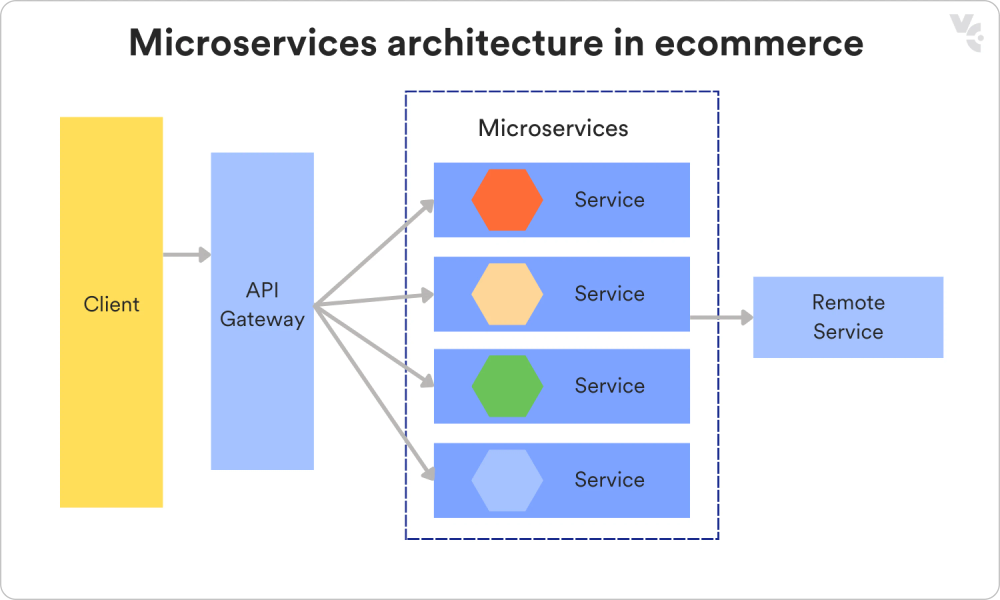 Microservices architecture in ecommerce
Client
API
Gateway
Microservices
Service
Service
Service
Service
Remote
Service